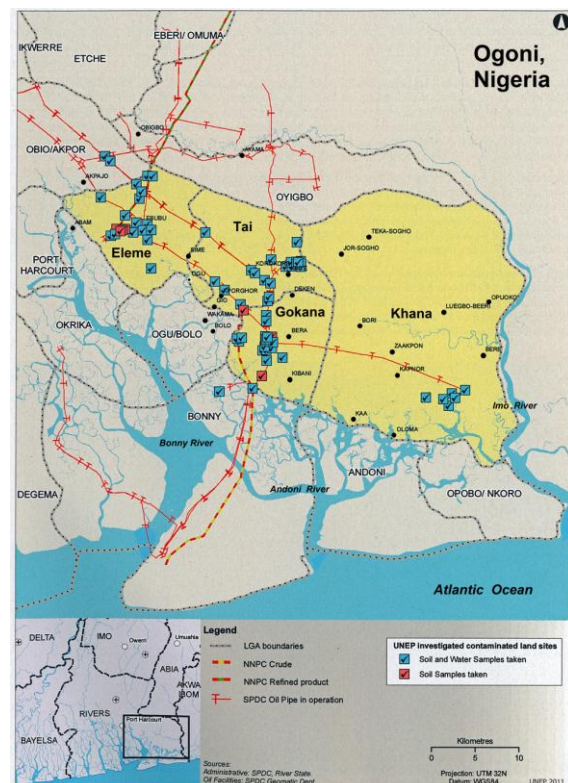 Ogoni,
Nigeria
EBERI/ OMUMA
IKWERRE
ETCHE
OBIGBO
OBIO/AKPOR
AYAMA
AKPAJO
OYIGBO
EBUBU
Tai
TEKA-SOGHO
ABAM
JOR-SOGHO
Eleme
PORT
HARCOURT
OGU
DEKEN
OPUOKO
OKRIKA
GIO
WAKAMA
Gokana
Khana
LUEGBO-BEERI
BOLO
OGU/BOLO
BORI
BERA
ZAAKPON
KAPNOR
KIBANI
BONNY
Imo River
KAA
OLOMA
Bonny River
ANDONI
DEGEMA
Andoni River
OPOBO/ NKORO
Atlantic Ocean
DELTA
IMO
Owerri
Umuahia
ABIA
AKWA
IBOM
RIVERS
Port Harcourt
BAYELSA
Legend
LGA boundaries
NNPC Crude
NNPC Refined product
SPDC Oil Pipe in operation
UNEP investigated contaminated land sites
Soil and Water Samples taken
Soil Samples taken
Kilometres
0 5 10
Projection: UTM 32N
Datum: WGS84
UNEP 2011
Sources:
Administrative: SPDC, River State.
Oil Facilities: SPDC Geomatic Dept.